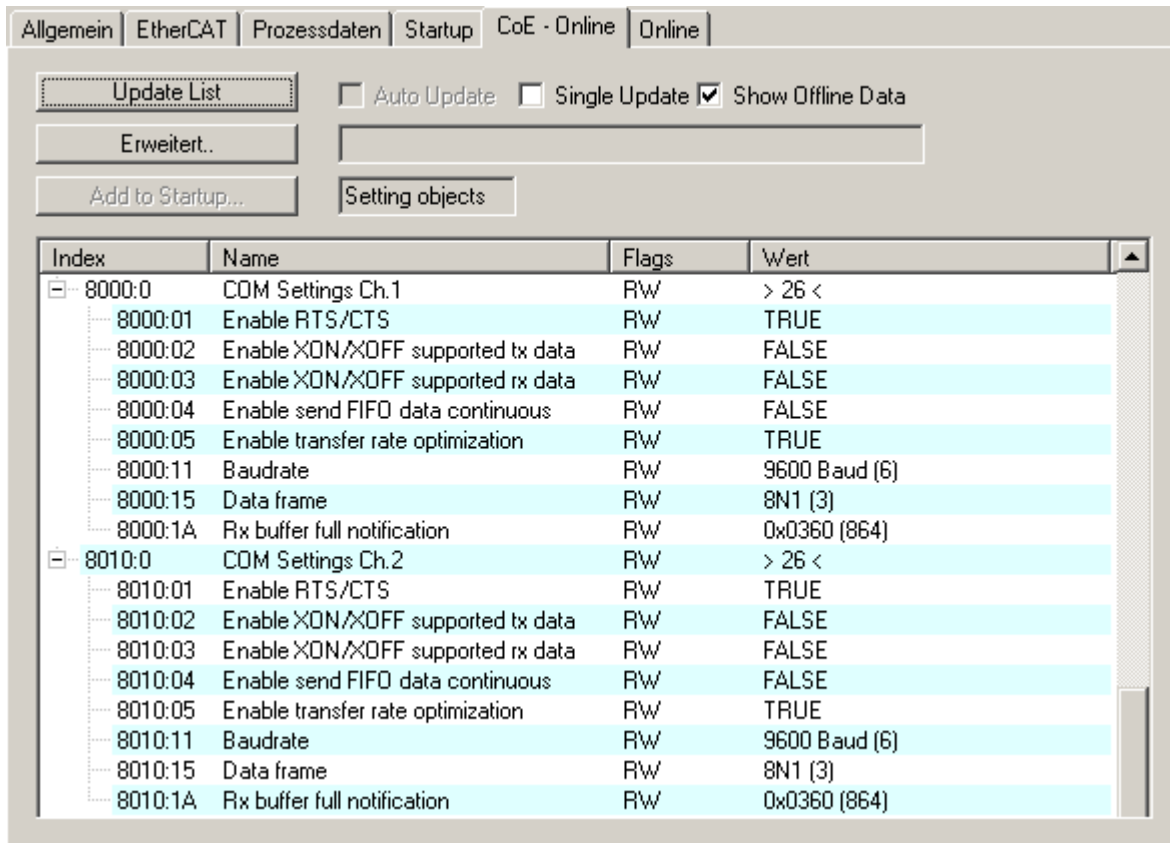 Allgemein EtherCAT Prozessdaten Startup CoE - Online Online
Update List Auto Update Single Update Show Offline Data
Erweitert..
Add to Startup... Setting objects
Index Name Flags Wert
8000:0 COM Settings Ch.1 RW > 26 <
8000:01 Enable RTS/CTS RW TRUE
8000:02 Enable XON/XOFF supported tx data RW FALSE
8000:03 Enable XON/XOFF supported rx data RW FALSE
8000:04 Enable send FIFO data continuous RW FALSE
8000:05 Enable transfer rate optimization RW TRUE
8000:11 Baudrate RW 9600 Baud (6)
8000:15 Data frame RW 8N1 (3)
8000:1A Rx buffer full notification RW 0x0360 (864)
8010:0 COM Settings Ch.2 RW > 26 <
8010:01 Enable RTS/CTS RW TRUE
8010:02 Enable XON/XOFF supported tx data RW FALSE
8010:03 Enable XON/XOFF supported rx data RW FALSE
8010:04 Enable send FIFO data continuous RW FALSE
8010:05 Enable transfer rate optimization RW TRUE
8010:11 Baudrate RW 9600 Baud (6)
8010:15 Data frame RW 8N1 (3)
8010:1A Rx buffer full notification RW 0x0360 (864)